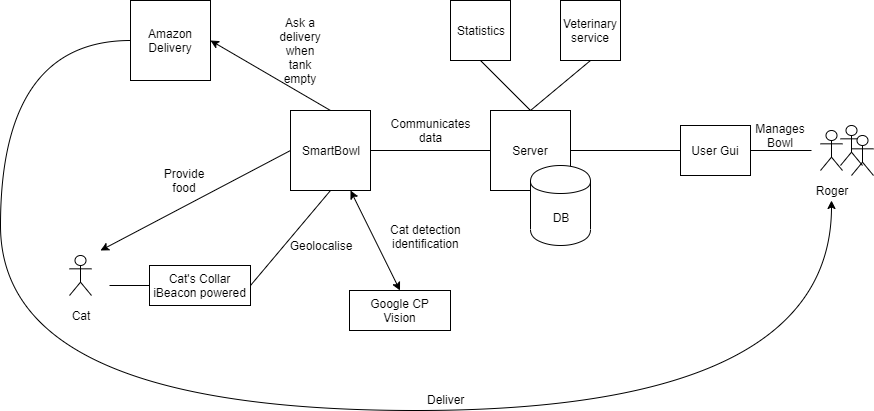 Amazon
Delivery
Ask a
delivery
when
tank
empty
Statistics
Veterinary
service
SmartBowl
Communicates
data
Server
DB
User Gui
Manages
Bowl
Roger
Provide
food
Geolocalise
Cat detection
identification
Cat
Cat's Collar
iBeacon powered
Google CP
Vision
Deliver